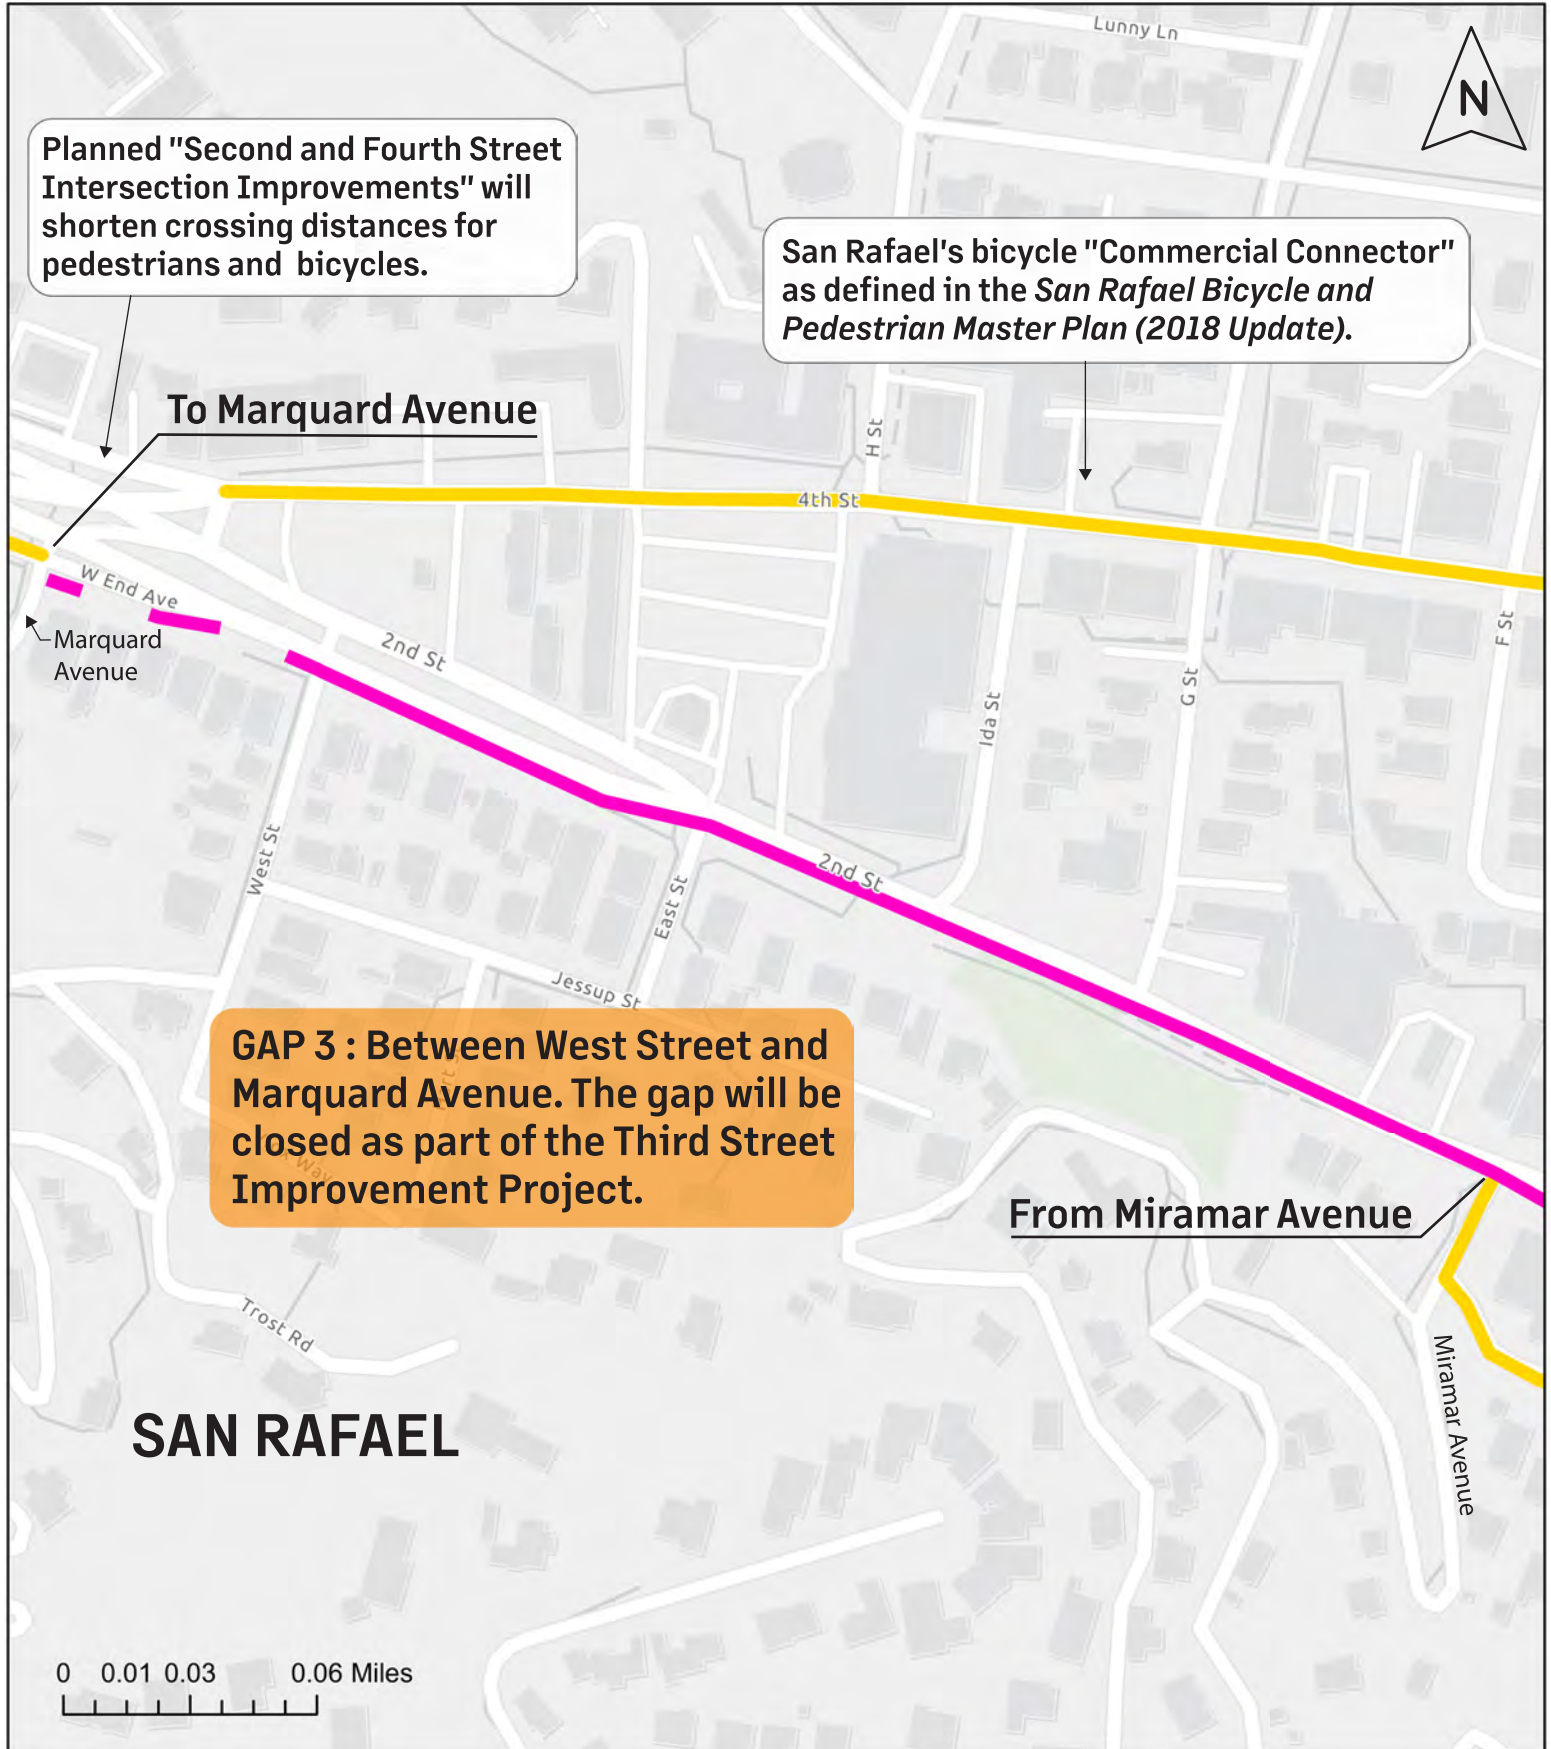 Lunny Ln
N
Planned "Second and Fourth Street
Intersection Improvements" will
shorten crossing distances for
pedestrians and bicycles.
San Rafael's bicycle "Commercial Connector"
as defined in the San Rafael Bicycle and
Pedestrian Master Plan (2018 Update).
To Marquard Avenue
H St
4th St
W End Ave
Marquard
Avenue
2nd St
F St
G St
Ida St
West St
2nd St
East St
Jessup St
GAP 3 : Between West Street and
Marquard Avenue. The gap will be
closed as part of the Third Street
Improvement Project.
Way
From Miramar Avenue
Trost Rd
Miramar Avenue
SAN RAFAEL
0 0.01 0.03 0.06 Miles